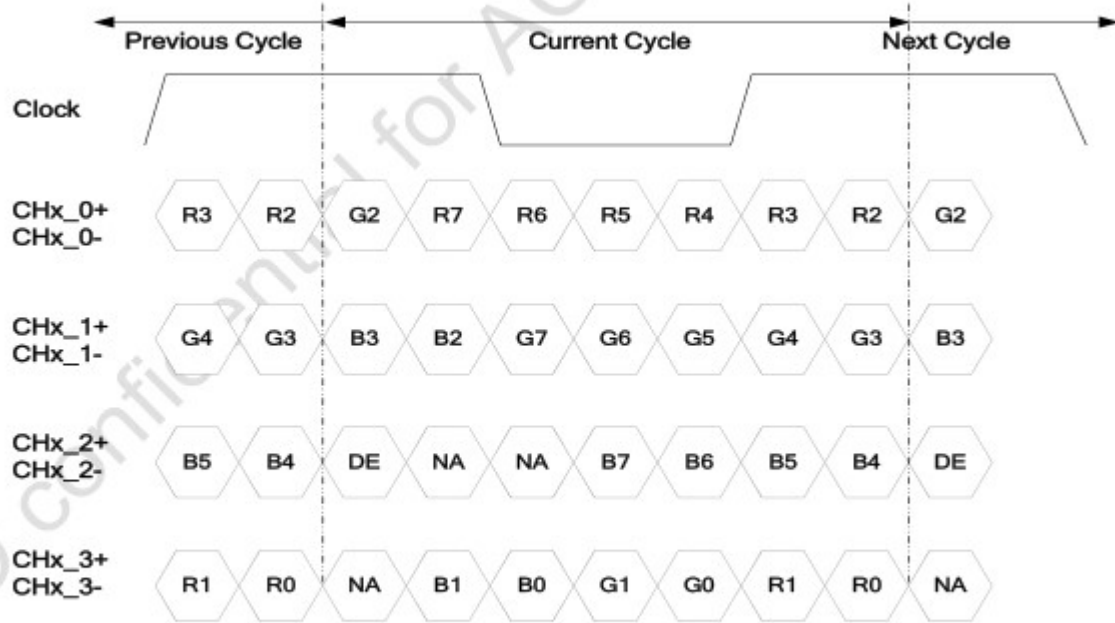 Previous Cycle Current Cycle Next Cycle
Clock
CHx_0+
CHx_0-
R3 R2 G2 R7 R6 R5 R4 R3 R2 G2
CHx_1+
CHx_1-
G4 G3 B3 B2 G7 G6 G5 G4 G3 B3
CHx_2+
CHx_2-
B5 B4 DE NA NA B7 B6 B5 B4 DE
CHx_3+
CHx_3-
R1 R0 NA B1 B0 G1 G0 R1 R0 NA
for